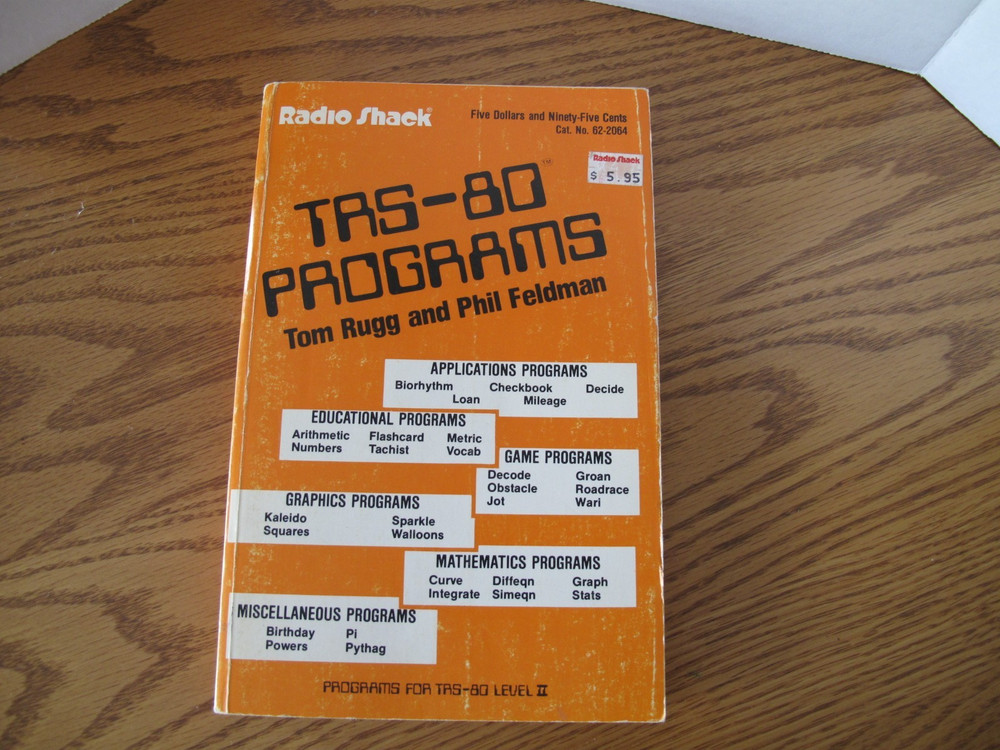 Radio Shack®
Five Dollars and Ninety-Five Cents
Cat. No. 62-2064
Radio Shack
$ 5.95
TRS-80™
PROGRAMS
Tom Rugg and Phil Feldman
APPLICATIONS PROGRAMS
Biorhythm Checkbook Decide
Loan Mileage
EDUCATIONAL PROGRAMS
Arithmetic Flashcard Metric
Numbers Tachist Vocab
GAME PROGRAMS
Decode Groan
Obstacle Roadrace
Jot Wari
GRAPHICS PROGRAMS
Kaleido Sparkle
Squares Walloons
MATHEMATICS PROGRAMS
Curve Diffeqn Graph
Integrate Simeqn Stats
MISCELLANEOUS PROGRAMS
Birthday Pi
Powers Pythag
PROGRAMS FOR TRS-80 LEVEL II